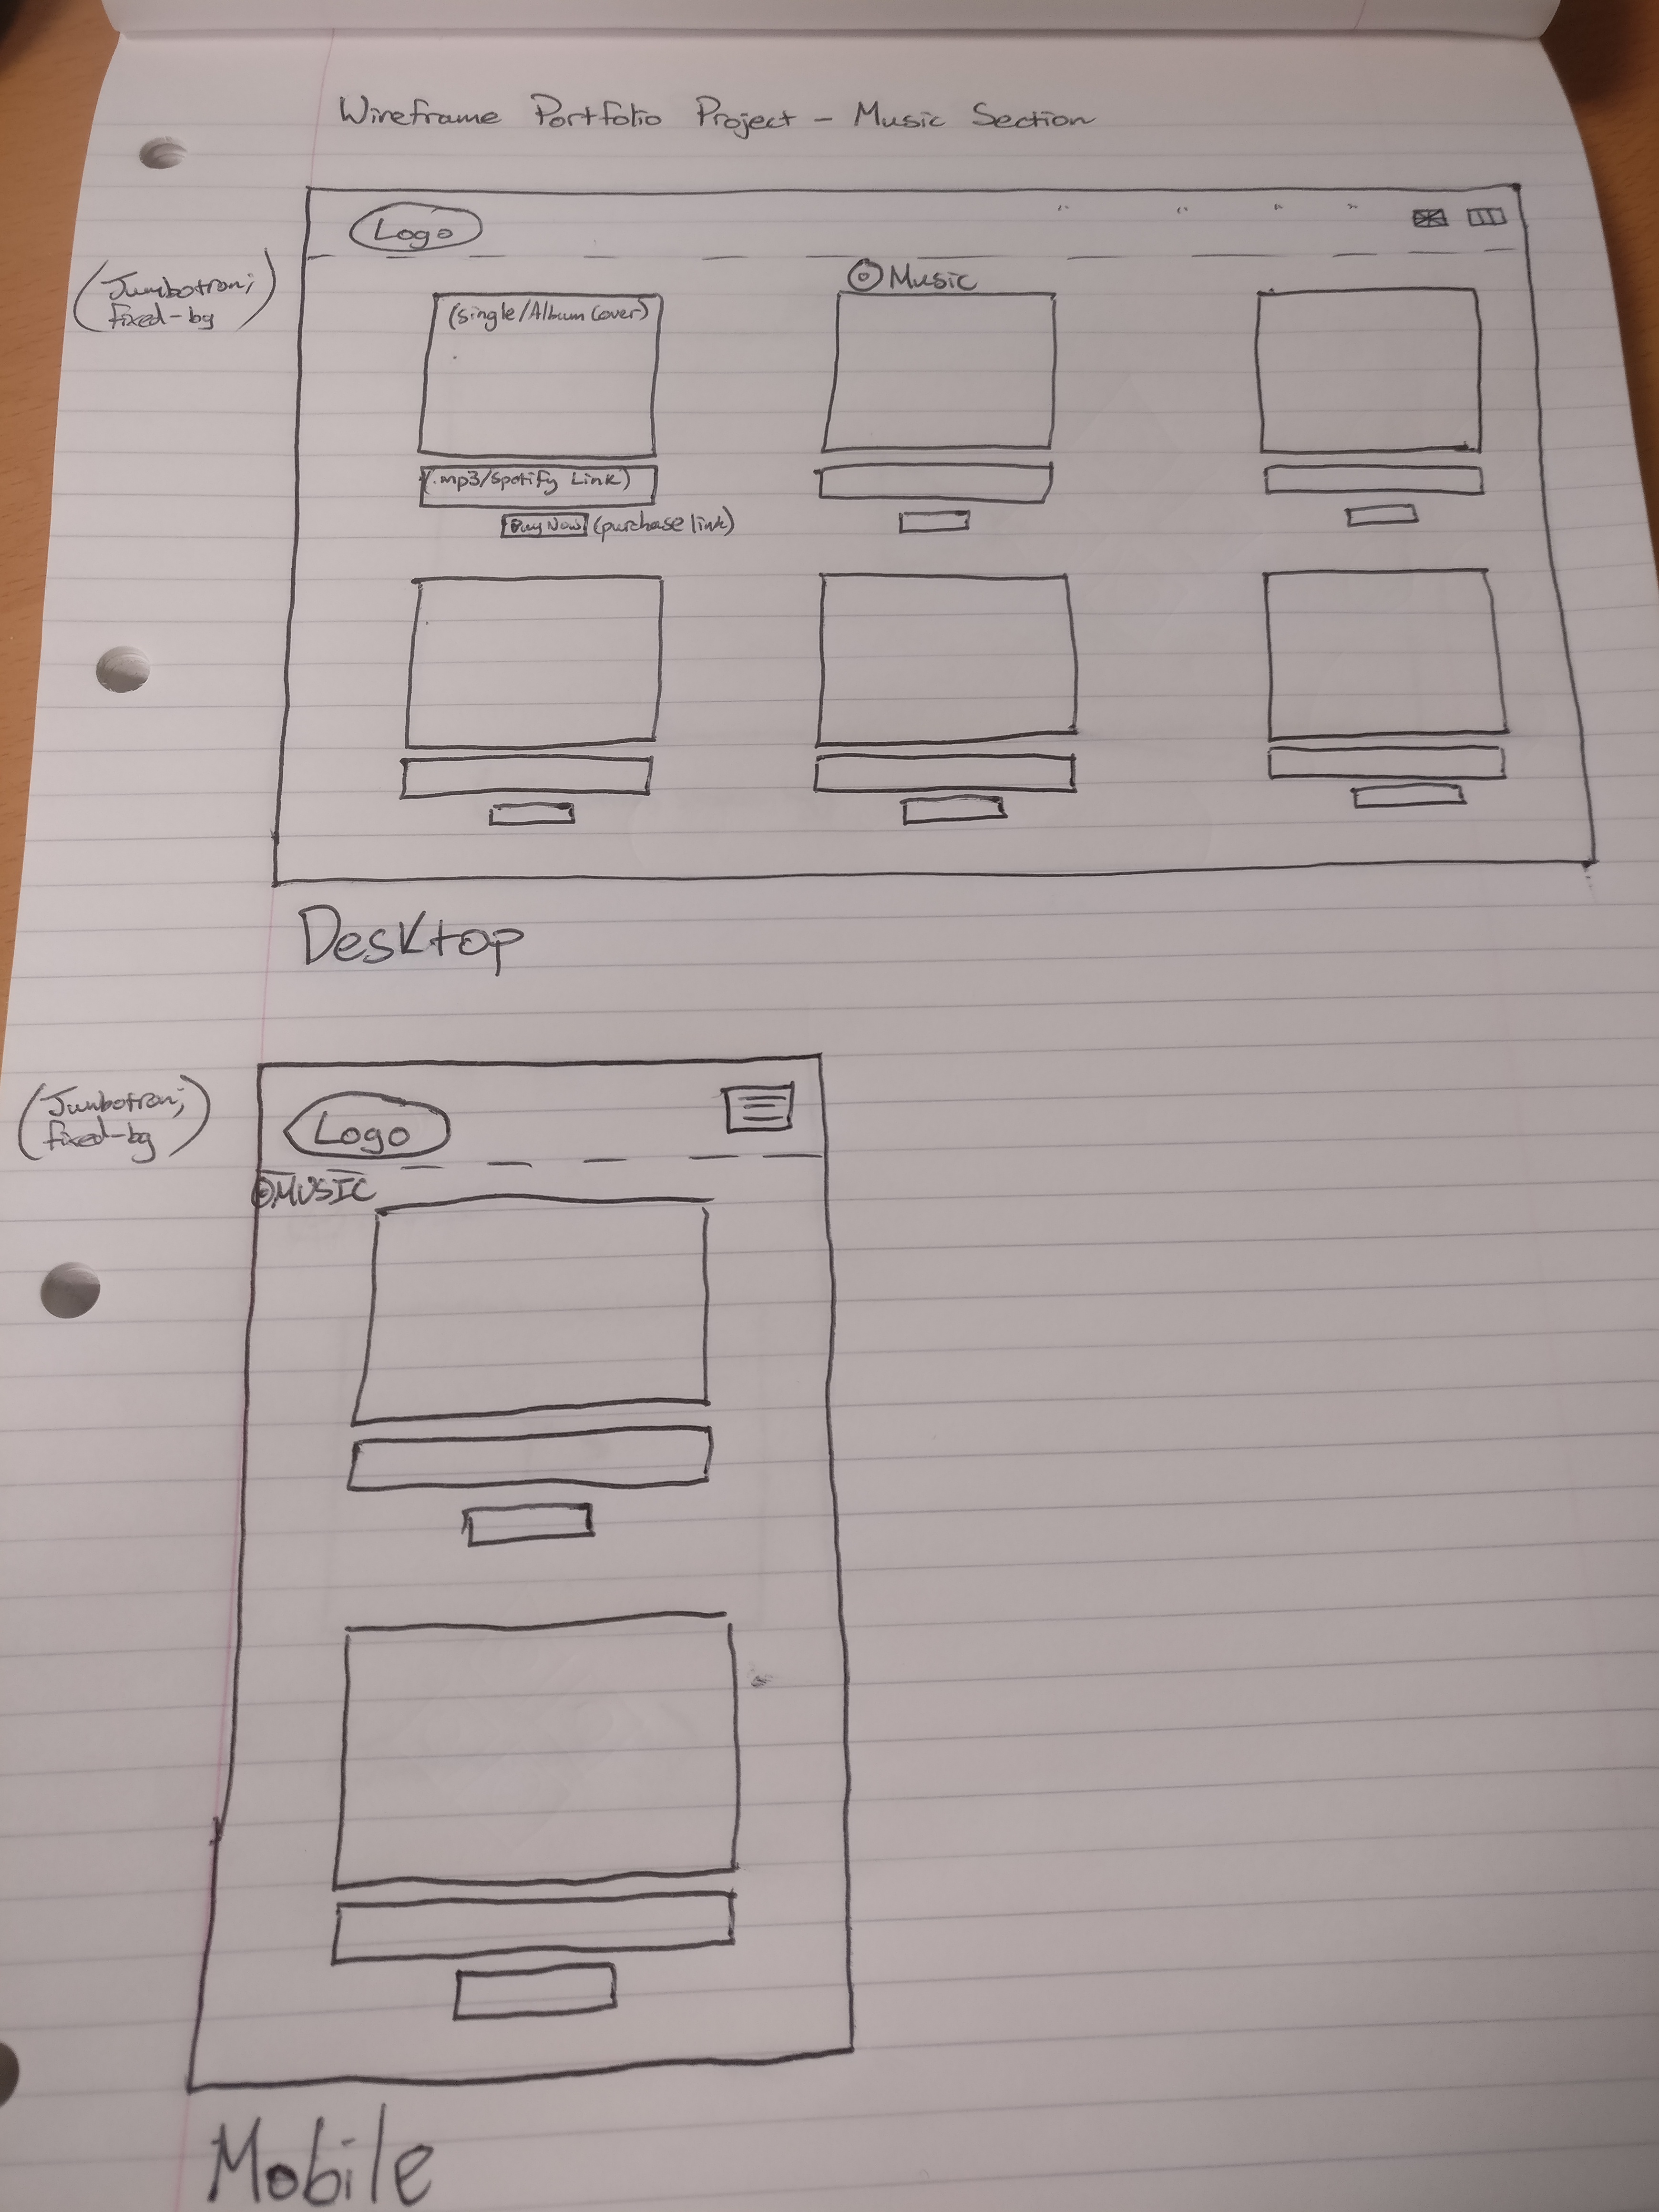 Wireframe Portfolio Project - Music Section
Logo
(Jumbotron;
fixed-bg)
Music
(Single/Album Cover)
(.mp3/Spotify Link)
Buy Now (purchase link)
Desktop
(Jumbotron;
fixed-bg)
Logo
MUSIC
Mobile